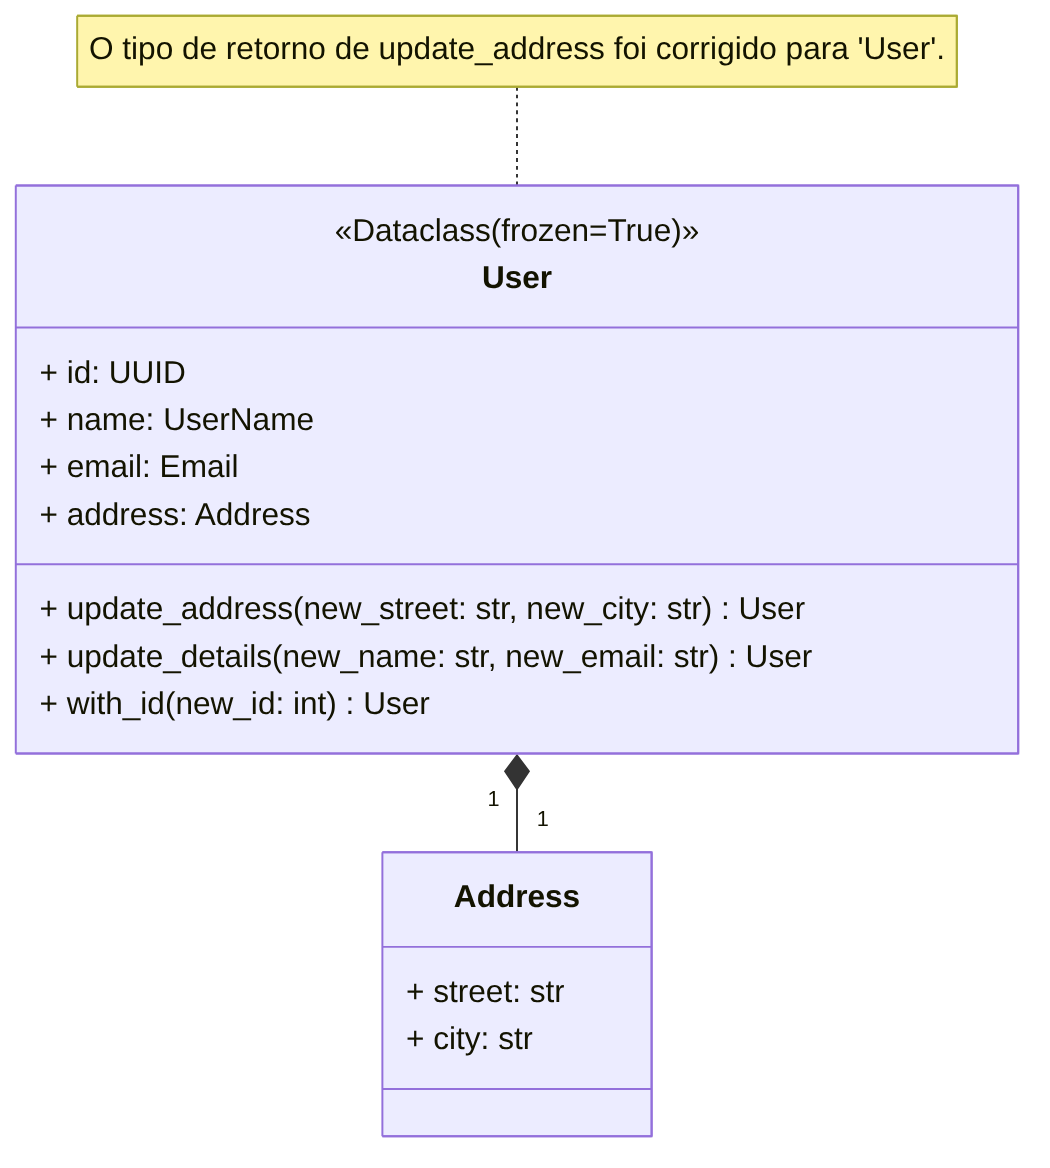 O tipo de retorno de update_address foi corrigido para 'User'.
«Dataclass(frozen=True)»
User
+ id: UUID
+ name: UserName
+ email: Email
+ address: Address
+ update_address(new_street: str, new_city: str) : User
+ update_details(new_name: str, new_email: str) : User
+ with_id(new_id: int) : User
1
1
Address
+ street: str
+ city: str